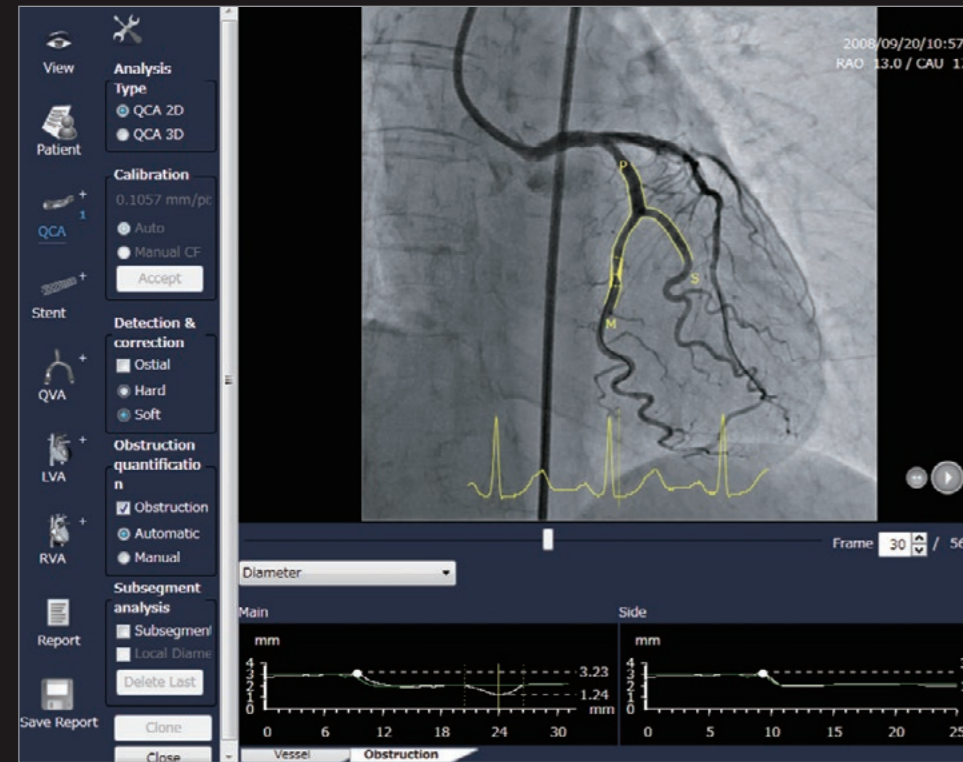 View
Patient
QCA
+
1
Stent
+
QVA
+
LVA
+
RVA
+
Report
Save Report
Analysis
Type
QCA 2D
QCA 3D
Calibration
0.1057 mm/pi
Auto
Manual CF
Accept
Detection &
correction
Ostial
Hard
Soft
Obstruction
quantificatio
n
Obstruction
Automatic
Manual
Subsegment
analysis
Subsegment
Local Diame
Delete Last
Clone
Close
2008/09/20/10:57
RAO 13.0 / CAU 1
P
S
M
Frame 30 / 56
Diameter
Main
mm
4
3
2
1
0
3.23
1.24
mm
0 6 12 18 24 30
Side
mm
4
3
2
1
0
0 5 10 15 20 25
Vessel Obstruction